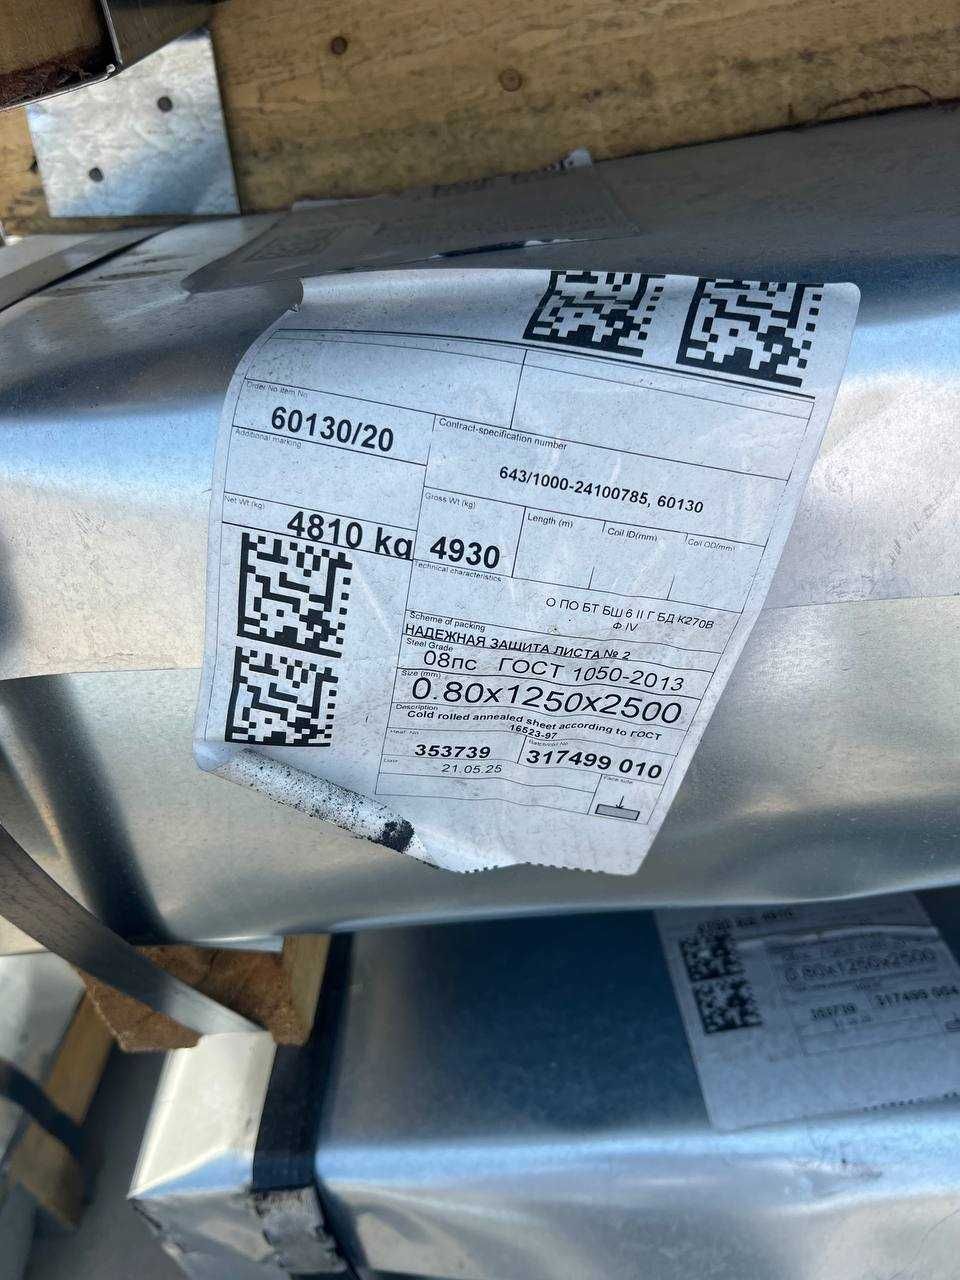 Order No Item No
60130/20
Contract-specification number
643/1000-24100785, 60130
Additional marking
Net Wt (kg)
4810 kg
Gross Wt (kg)
4930
Length (m)
Coil ID(mm)
Coil OD(mm)
Technical characteristics
О ПО БТ БШ 6 II Г БД К270В
Ф IV
Scheme of packing
НАДЕЖНАЯ ЗАЩИТА ЛИСТА № 2
Steel Grade
08пс ГОСТ 1050-2013
Size (mm)
0.80x1250x2500
Description
Cold rolled annealed sheet according to ГОСТ
16523-97
Heat No
353739
Batch/Coil No
317499 010
Date
21.05.25
Face side
0.80x1250x2500
353739
317499 004